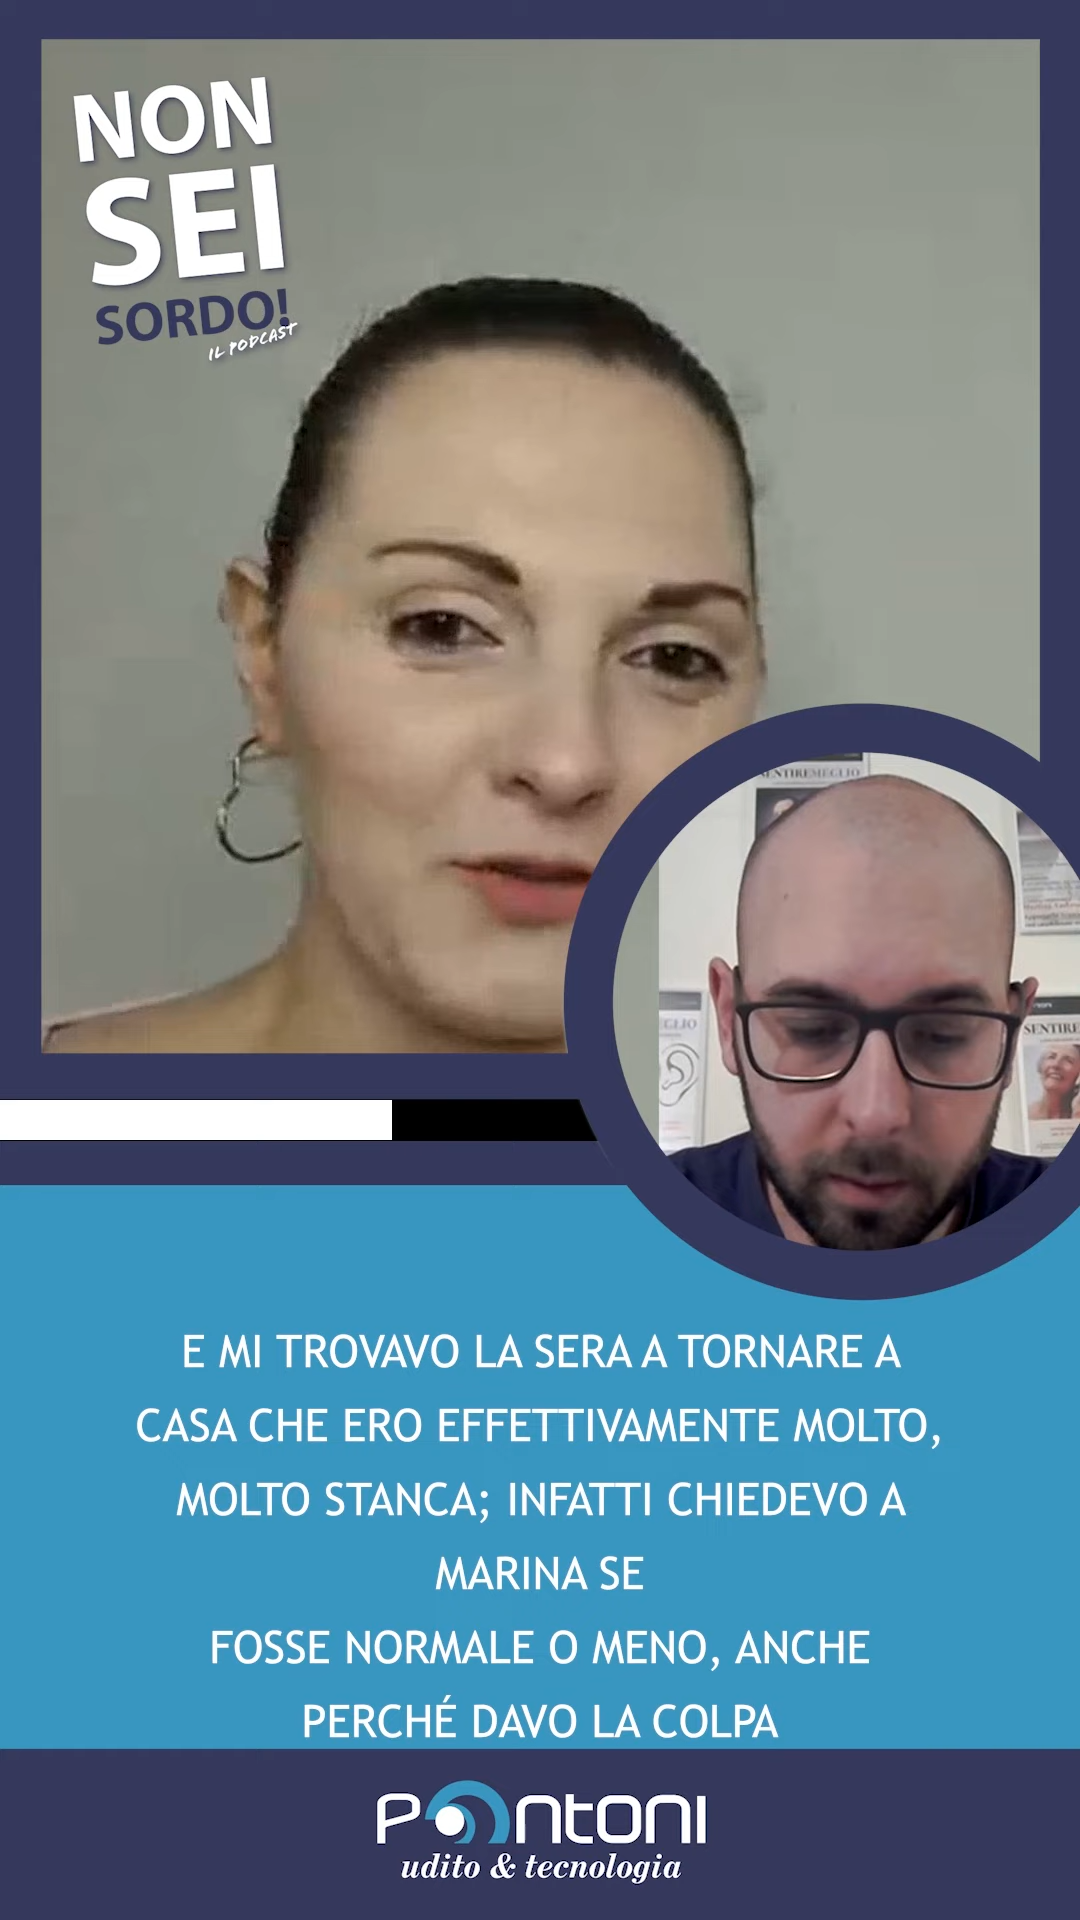 NON
SEI
SORDO!
IL PODCAST
SENTIREMEGLIO
SENTIRE
E MI TROVAVO LA SERA A TORNARE A
CASA CHE ERO EFFETTIVAMENTE MOLTO,
MOLTO STANCA; INFATTI CHIEDEVO A
MARINA SE
FOSSE NORMALE O MENO, ANCHE
PERCHÉ DAVO LA COLPA
Pontoni
udito & tecnologia